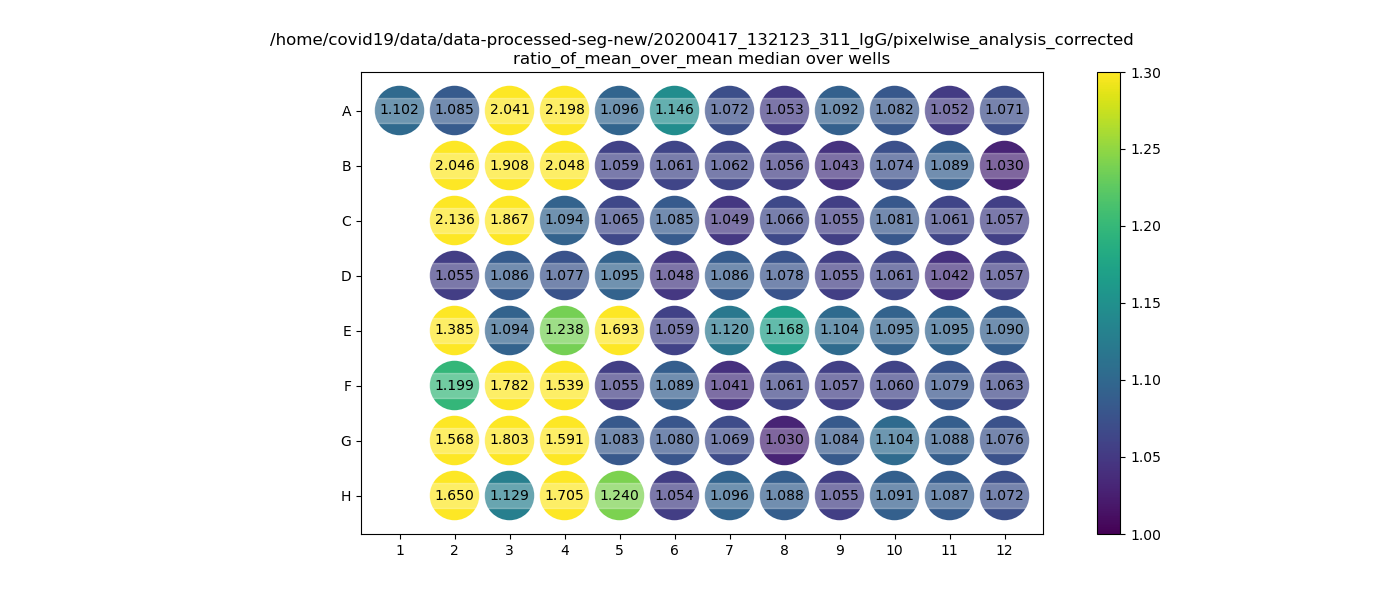 /home/covid19/data/data-processed-seg-new/20200417_132123_311_IgG/pixelwise_analysis_corrected
ratio_of_mean_over_mean median over wells
A 1.102 1.085 2.041 2.198 1.096 1.146 1.072 1.053 1.092 1.082 1.052 1.071
B 2.046 1.908 2.048 1.059 1.061 1.062 1.056 1.043 1.074 1.089 1.030
C 2.136 1.867 1.094 1.065 1.085 1.049 1.066 1.055 1.081 1.061 1.057
D 1.055 1.086 1.077 1.095 1.048 1.086 1.078 1.055 1.061 1.042 1.057
E 1.385 1.094 1.238 1.693 1.059 1.120 1.168 1.104 1.095 1.095 1.090
F 1.199 1.782 1.539 1.055 1.089 1.041 1.061 1.057 1.060 1.079 1.063
G 1.568 1.803 1.591 1.083 1.080 1.069 1.030 1.084 1.104 1.088 1.076
H 1.650 1.129 1.705 1.240 1.054 1.096 1.088 1.055 1.091 1.087 1.072
1 2 3 4 5 6 7 8 9 10 11 12
1.30
1.25
1.20
1.15
1.10
1.05
1.00